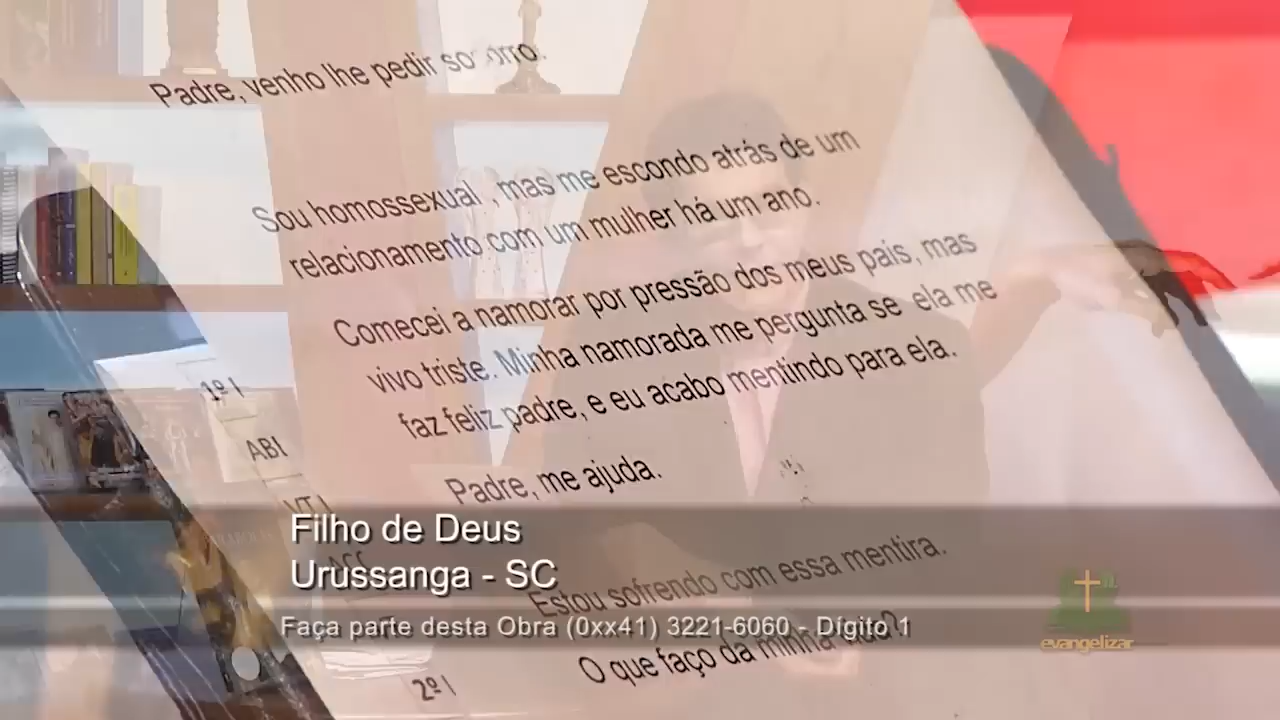 Padre, venho lhe pedir socorro.
Sou homossexual , mas me escondo atrás de um
relacionamento com um mulher há um ano.
Comecei a namorar por pressão dos meus pais, mas
vivo triste. Minha namorada me pergunta se ela me
faz feliz padre, e eu acabo mentindo para ela.
Padre, me ajuda.
Estou sofrendo com essa mentira.
O que faço da minha vida?
1º I
ABI
2º I
Filho de Deus
Urussanga - SC
Faça parte desta Obra (0xx41) 3221-6060 - Dígito 1
evangelizar